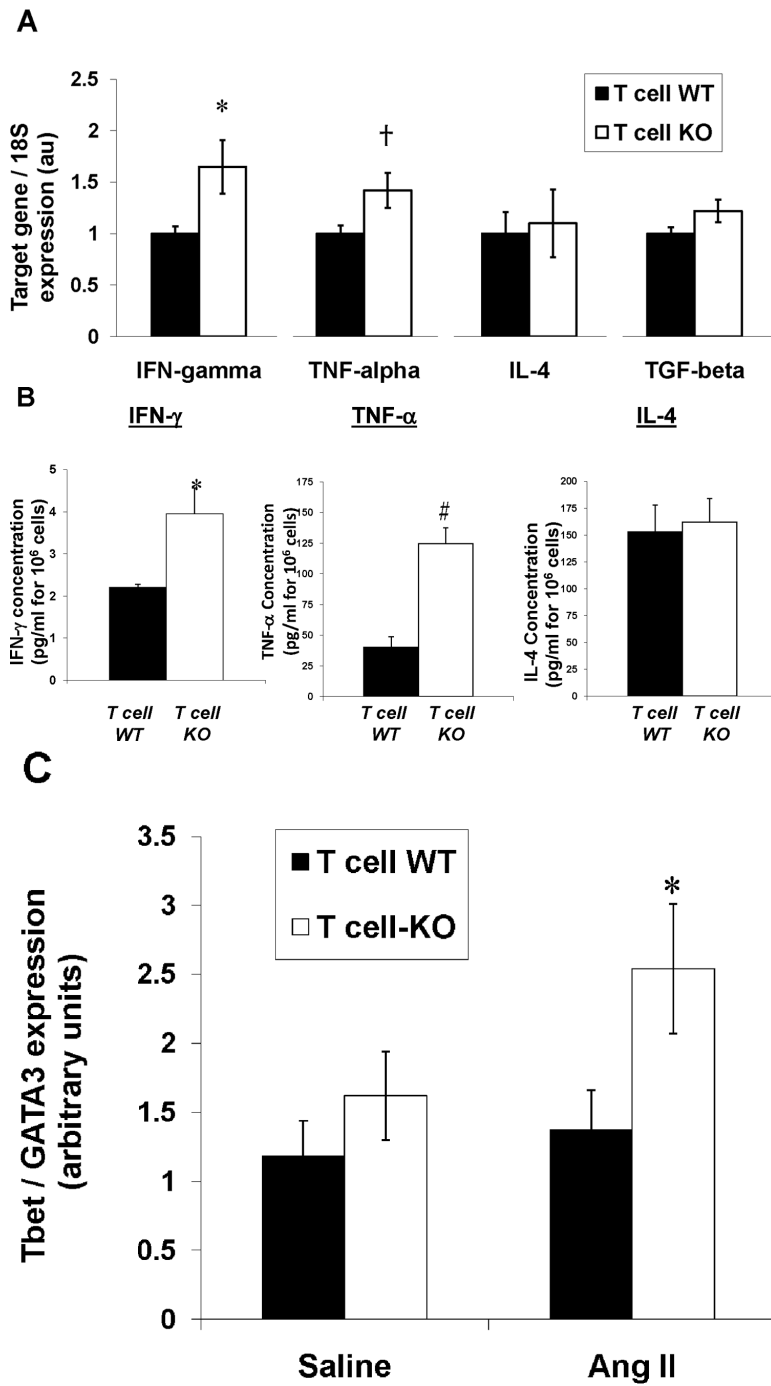 A
Target gene / 18S
expression (au)
2.5
2
1.5
1
0.5
0
*
†
T cell WT
T cell KO
IFN-gamma
TNF-alpha
IL-4
TGF-beta
B
IFN-γ
TNF-α
IL-4
IFN-γ concentration
(pg/ml for 10⁶ cells)
5
4
3
2
1
0
*
T cell
WT
T cell
KO
TNF-α Concentration
(pg/ml for 10⁶ cells)
175
150
125
100
75
50
25
0
#
T cell
WT
T cell
KO
IL-4 Concentration
(pg/ml for 10⁶ cells)
200
175
150
125
100
75
50
25
0
T cell
WT
T cell
KO
C
Tbet / GATA3 expression
(arbitrary units)
3.5
3
2.5
2
1.5
1
0.5
0
T cell WT
T cell-KO
*
Saline
Ang II